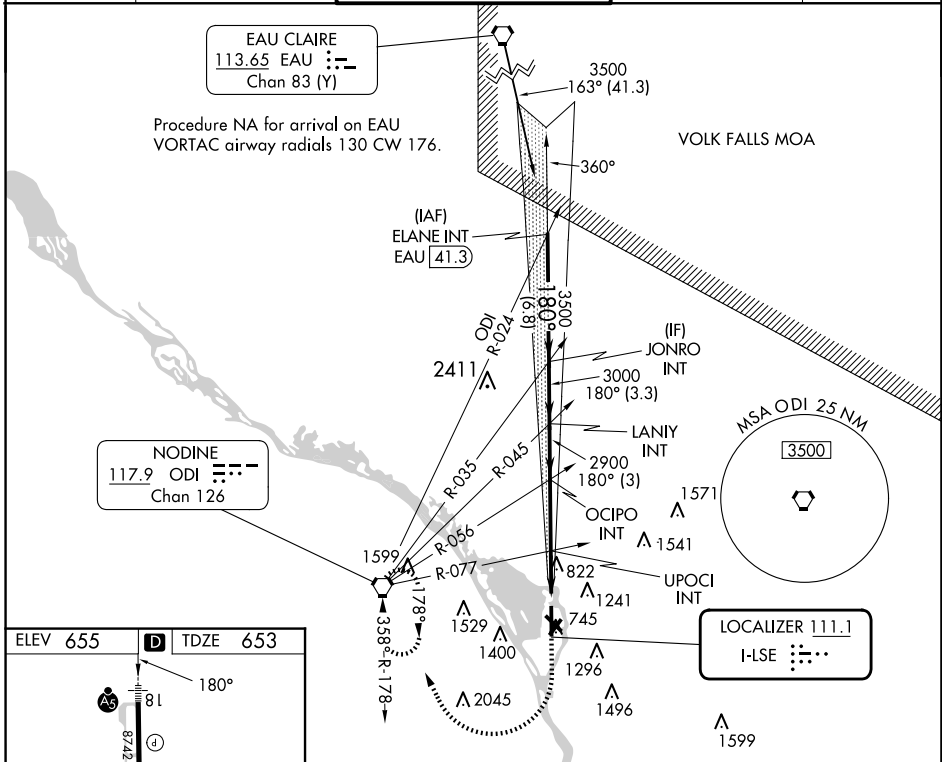 EAU CLAIRE
113.65 EAU
Chan 83 (Y)
3500
163° (41.3)
Procedure NA for arrival on EAU
VORTAC airway radials 130 CW 176.
VOLK FALLS MOA
360°
(IAF)
ELANE INT
EAU 41.3
ODI
R-024
180°
(6.8)
3500
(IF)
JONRO
INT
2411
3000
180° (3.3)
MSA ODI 25 NM
3500
LANIY
INT
NODINE
117.9 ODI
Chan 126
R-035
R-045
2900
180° (3)
R-056
OCIPO
INT
1571
1541
1599
R-077
822
UPOCI
INT
178°
1241
358°
R-178
1529
1400
745
LOCALIZER 111.1
I-LSE
1296
2045
1496
1599
ELEV 655
D
TDZE 653
180°
A5
18
8742
P